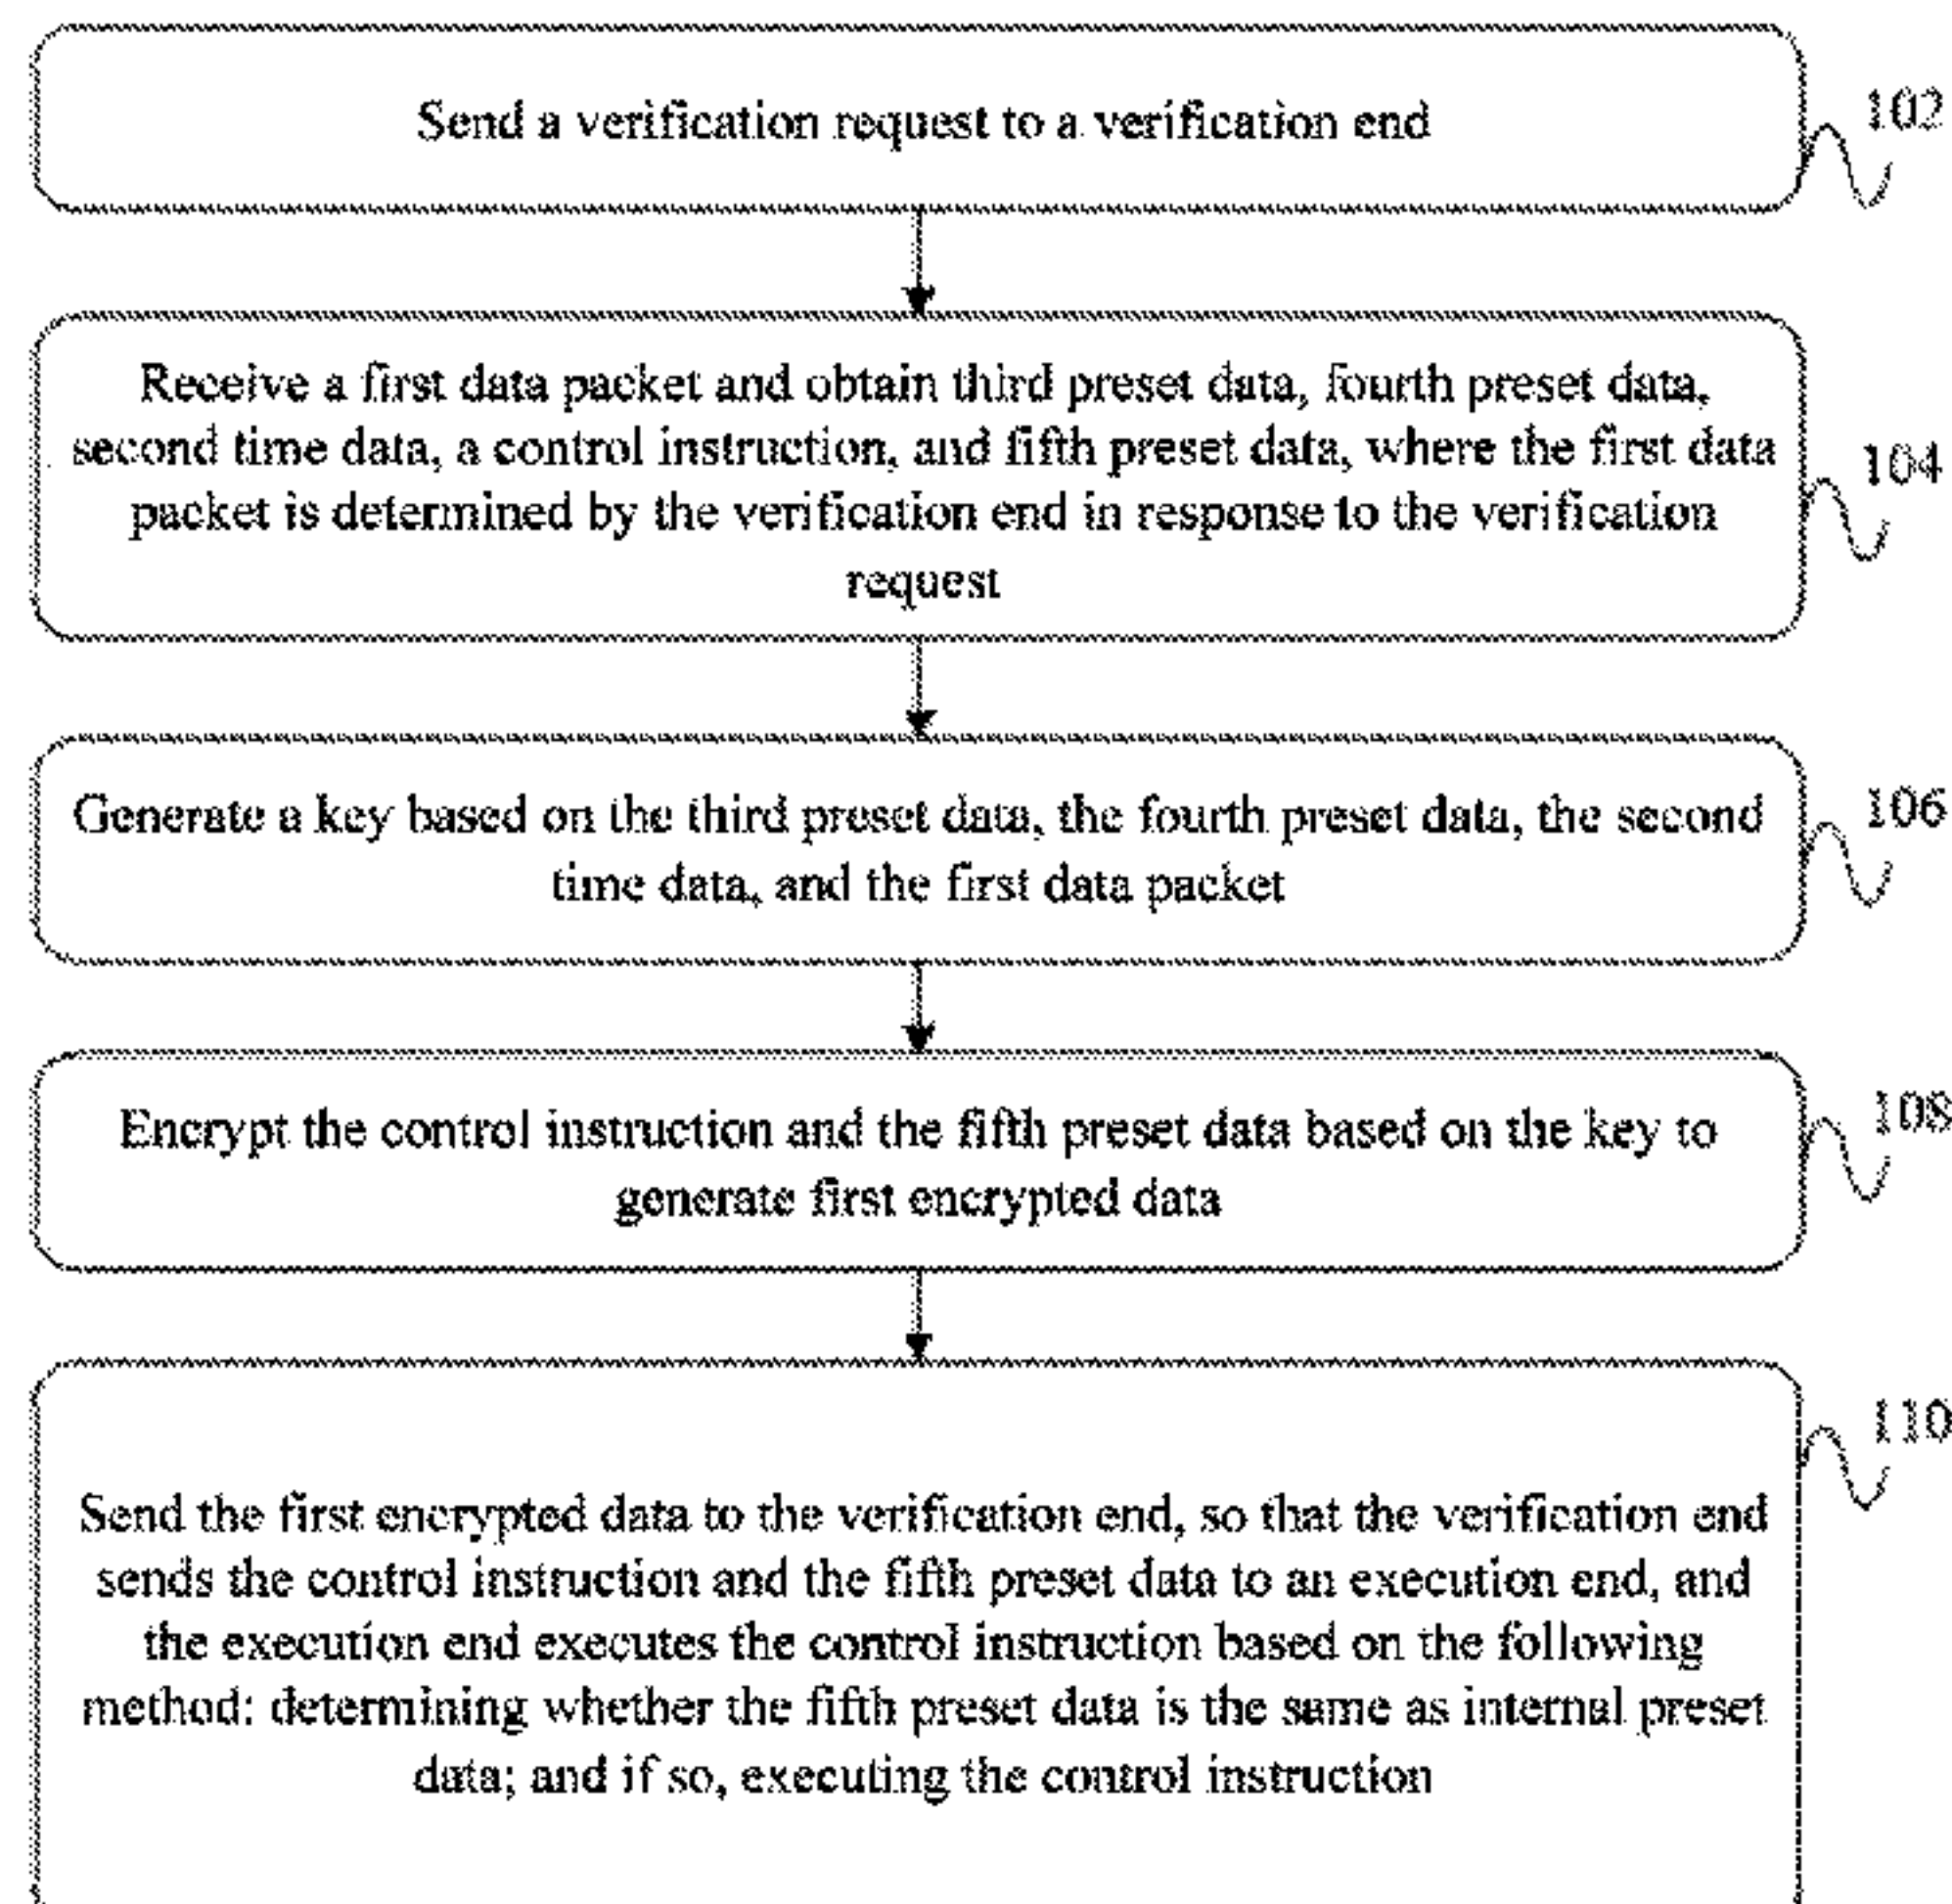 Send a verification request to a verification end
102
Receive a first data packet and obtain third preset data, fourth preset data,
second time data, a control instruction, and fifth preset data, where the first data
packet is determined by the verification end in response to the verification
request
104
Generate a key based on the third preset data, the fourth preset data, the second
time data, and the first data packet
106
Encrypt the control instruction and the fifth preset data based on the key to
generate first encrypted data
108
Send the first encrypted data to the verification end, so that the verification end
sends the control instruction and the fifth preset data to an execution end, and
the execution end executes the control instruction based on the following
method: determining whether the fifth preset data is the same as internal preset
data; and if so, executing the control instruction
110